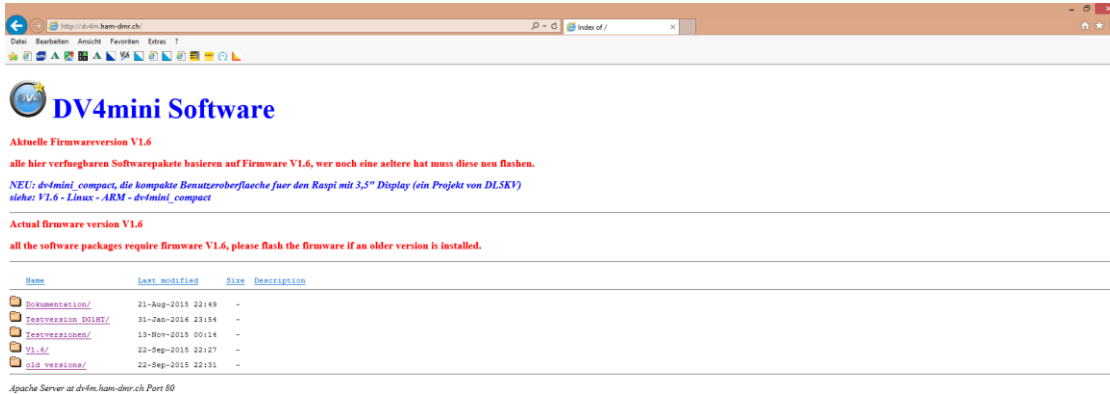 http://dv4m.ham-dmr.ch/
Index of /
Datei Bearbeiten Ansicht Favoriten Extras ?
DV4mini Software
Aktuelle Firmwareversion V1.6
alle hier verfuegbaren Softwarepakete basieren auf Firmware V1.6, wer noch eine aeltere hat muss diese neu flashen.
NEU: dv4mini_compact, die kompakte Benutzeroberflaeche fuer den Raspi mit 3,5" Display (ein Projekt von DL5KV)
siehe: V1.6 - Linux - ARM - dv4mini_compact
Actual firmware version V1.6
all the software packages require firmware V1.6, please flash the firmware if an older version is installed.
Name Last modified Size Description
Dokumentation/ 21-Aug-2015 22:49 -
Testversion DG1HT/ 31-Jan-2016 23:54 -
Testversionen/ 13-Nov-2015 00:14 -
V1.6/ 22-Sep-2015 22:27 -
old versions/ 22-Sep-2015 22:31 -
Apache Server at dv4m.ham-dmr.ch Port 80